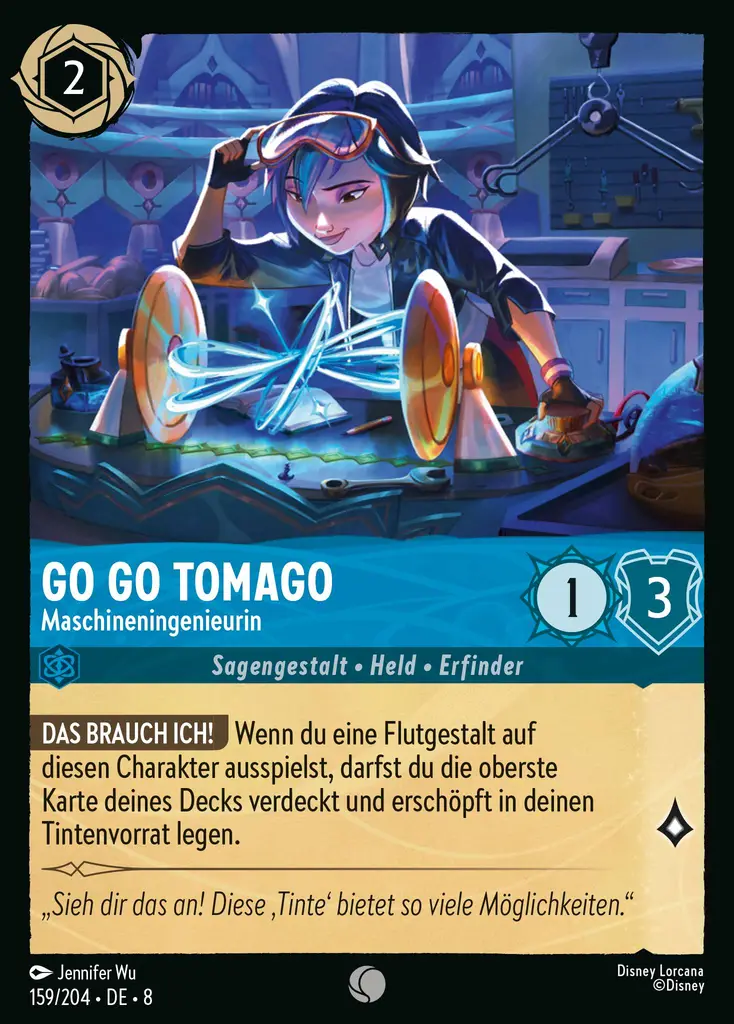 2
GO GO TOMAGO
Maschineningenieurin
1
3
Sagengestalt • Held • Erfinder
DAS BRAUCH ICH! Wenn du eine Flutgestalt auf
diesen Charakter ausspielst, darfst du die oberste
Karte deines Decks verdeckt und erschöpft in deinen
Tintenvorrat legen.
„Sieh dir das an! Diese ‚Tinte‘ bietet so viele Möglichkeiten.“
Jennifer Wu
159/204 • DE • 8
Disney Lorcana
©Disney